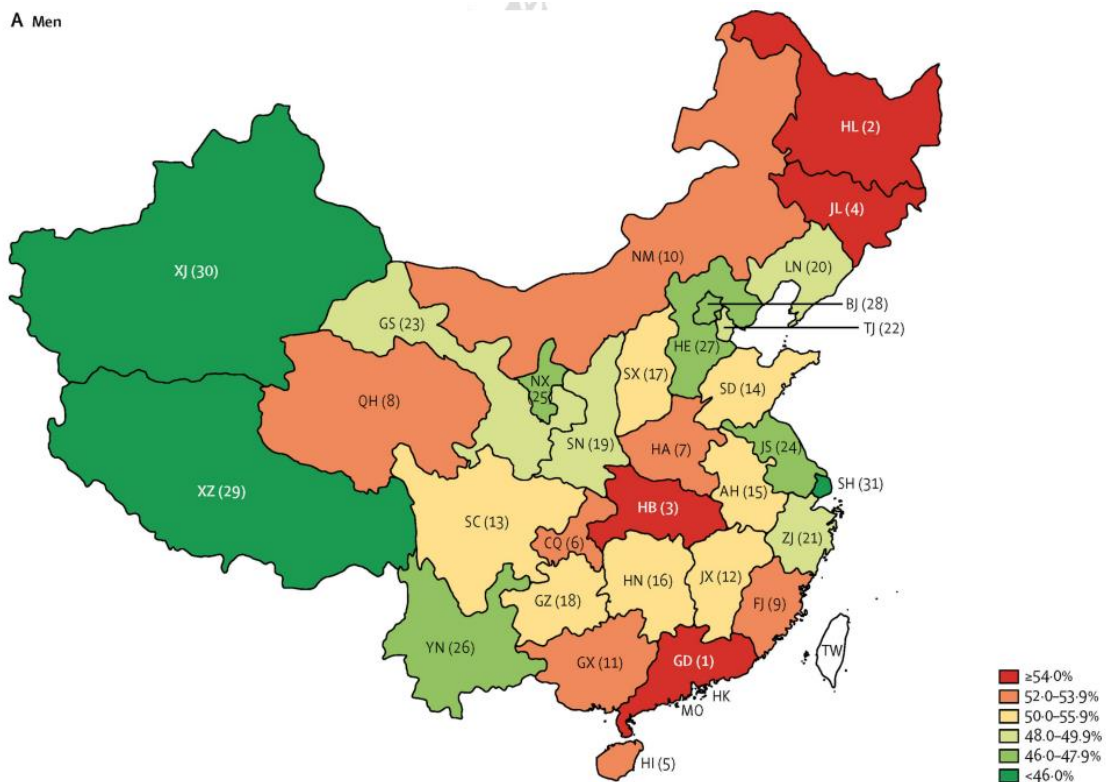 A Men
HL (2)
JL (4)
NM (10)
LN (20)
XJ (30)
BJ (28)
GS (23)
TJ (22)
HE (27)
SX (17)
NX
(25)
SD (14)
QH (8)
SN (19)
HA (7)
JS (24)
XZ (29)
SH (31)
AH (15)
HB (3)
SC (13)
ZJ (21)
CQ (6)
HN (16)
JX (12)
GZ (18)
FJ (9)
YN (26)
TW
GX (11)
GD (1)
HK
MO
HI (5)
≥54·0%
52·0–53·9%
50·0–55·9%
48·0–49·9%
46·0–47·9%
<46·0%